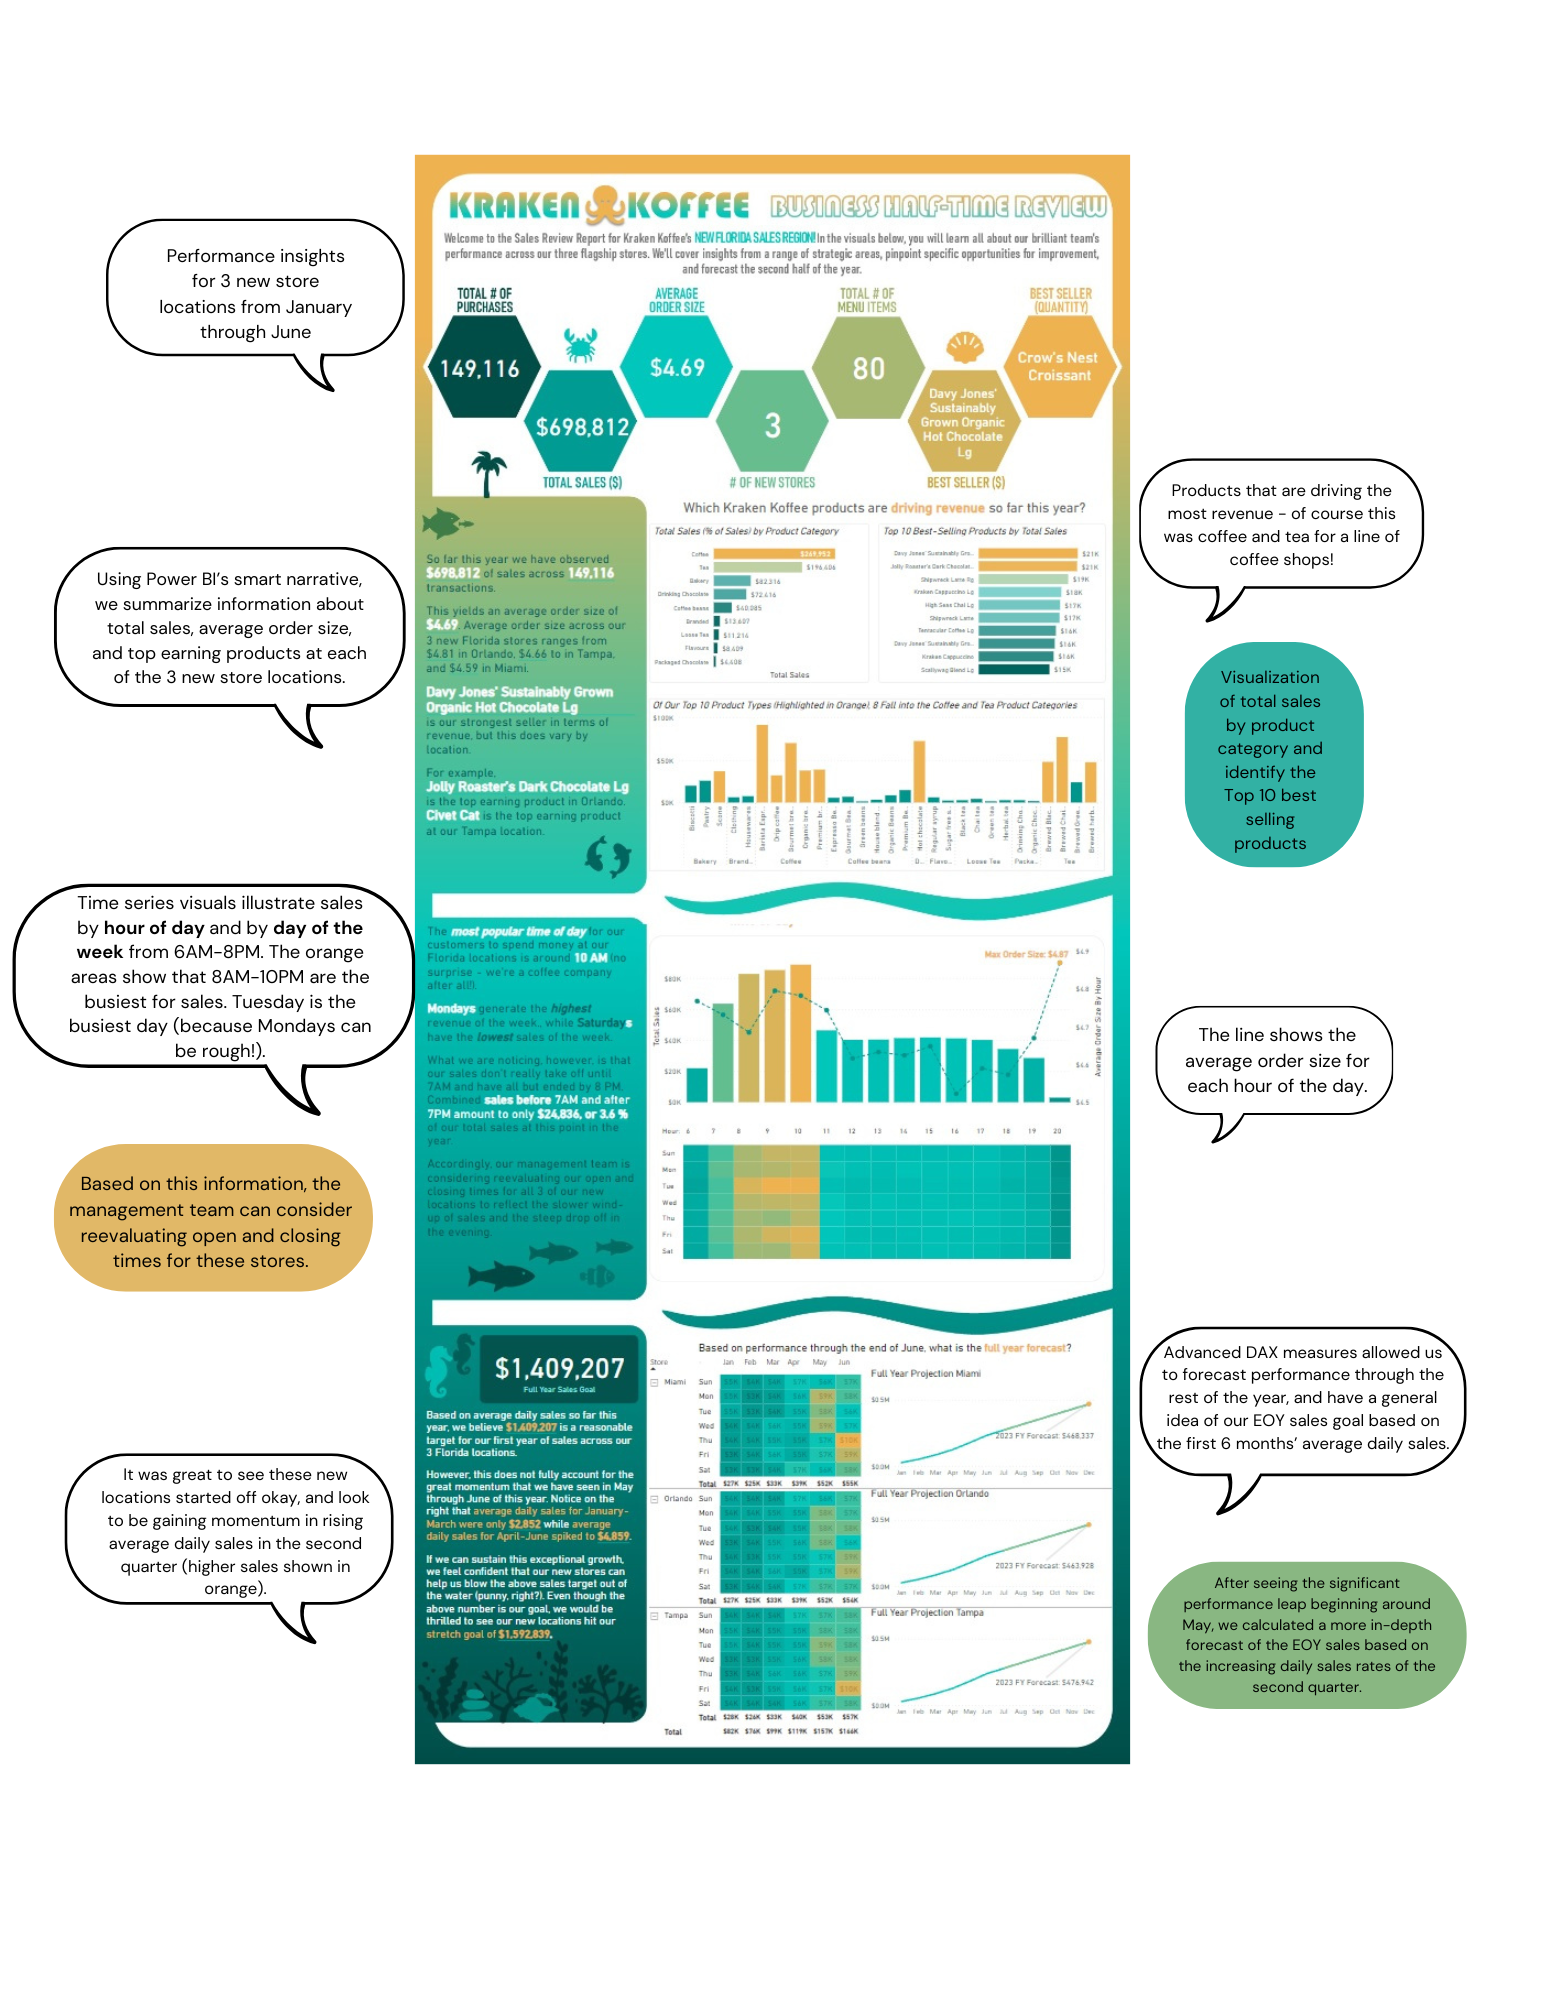 KRAKEN KOFFEE
BUSINESS HALF-TIME REVIEW
Welcome to the Sales Review Report for Kraken Koffee's NEW FLORIDA SALES REGION! In the visuals below, you will learn all about our brilliant team's
performance across our three flagship stores. We'll cover insights from a range of strategic areas, pinpoint specific opportunities for improvement,
and forecast the second half of the year.
Performance insights
for 3 new store
locations from January
through June
TOTAL # OF
PURCHASES
149,116
$698,812
TOTAL SALES ($)
AVERAGE
ORDER SIZE
$4.69
3
# OF NEW STORES
TOTAL # OF
MENU ITEMS
80
Davy Jones'
Sustainably
Grown Organic
Hot Chocolate
Lg
BEST SELLER ($)
BEST SELLER
(QUANTITY)
Crow's Nest
Croissant
Using Power BI's smart narrative,
we summarize information about
total sales, average order size,
and top earning products at each
of the 3 new store locations.
So far this year we have observed
$698,812 of sales across 149,116
transactions.
This yields an average order size of
$4.69. Average order size across our
3 new Florida stores ranges from
$4.81 in Orlando, $4.66 to in Tampa,
and $4.59 in Miami.
Davy Jones' Sustainably Grown
Organic Hot Chocolate Lg
is our strongest seller in terms of
revenue, but this does vary by
location.
For example,
Jolly Roaster's Dark Chocolate Lg
is the top earning product in Orlando.
Civet Cat is the top earning product
at our Tampa location.
Which Kraken Koffee products are driving revenue so far this year?
Total Sales (% of Sales) by Product Category
Coffee $269,952
Tea $196,406
Bakery $82,316
Drinking Chocolate $72,416
Coffee beans $40,085
Branded $13,607
Loose Tea $11,214
Flavours $8,409
Packaged Chocolate $4,408
Total Sales
Top 10 Best-Selling Products by Total Sales
Davy Jones' Sustainably Gro... $21K
Jolly Roaster's Dark Chocolat... $21K
Shipwreck Latte Rg $19K
Kraken Cappuccino Lg $18K
High Seas Chai Lg $17K
Shipwreck Latte $17K
Tentacular Coffee Lg $16K
Davy Jones' Sustainably Gro... $16K
Kraken Cappuccino $16K
Scallywag Blend Lg $15K
Of Our Top 10 Product Types (Highlighted in Orange), 8 Fall into the Coffee and Tea Product Categories
$100K
$50K
$0K
Biscotti
Pastry
Scone
Clothing
Housewares
Barista Espr...
Drip coffee
Gourmet bre...
Organic bre...
Premium br...
Espresso Be...
Gourmet Bea...
Green beans
House blend...
Organic Beans
Premium Be...
Hot chocolate
Regular syrup
Sugar free s...
Black tea
Chai tea
Green tea
Herbal tea
Drinking Cho...
Organic Choc...
Brewed Blac...
Brewed Chai...
Brewed Gree...
Brewed herb...
Bakery Brand... Coffee Coffee beans D... Flavo... Loose Tea Packa... Tea
Products that are driving the
most revenue - of course this
was coffee and tea for a line of
coffee shops!
Visualization
of total sales
by product
category and
identify the
Top 10 best
selling
products
Time series visuals illustrate sales
by hour of day and by day of the
week from 6AM-8PM. The orange
areas show that 8AM-10PM are the
busiest for sales. Tuesday is the
busiest day (because Mondays can
be rough!).
Based on this information, the
management team can consider
reevaluating open and closing
times for these stores.
The most popular time of day for our
customers to spend money at our
Florida locations is around 10 AM (no
surprise - we're a coffee company
after all!).
Mondays generate the highest
revenue of the week, while Saturdays
have the lowest sales of the week.
What we are noticing, however, is that
our sales don't really take off until
7AM and have all but ended by 8 PM.
Combined sales before 7AM and after
7PM amount to only $24,836, or 3.6 %
of our total sales at this point in the
year.
Accordingly, our management team is
considering reevaluating our open and
closing times for all 3 of our new
locations to reflect the slower wind-
up of sales and the steep drop off in
the evening.
Max Order Size: $4.87
Total Sales
$80K
$60K
$40K
$20K
$0K
Average Order Size By Hour
$4.9
$4.8
$4.7
$4.6
$4.5
Hour: 6 7 8 9 10 11 12 13 14 15 16 17 18 19 20
Sun
Mon
Tue
Wed
Thu
Fri
Sat
The line shows the
average order size for
each hour of the day.
$1,409,207
Full Year Sales Goal
Based on average daily sales so far this
year, we believe $1,409,207 is a reasonable
target for our first year of sales across our
3 Florida locations.
However, this does not fully account for the
great momentum that we have seen in May
through June of this year. Notice on the
right that average daily sales for January-
March were only $2,852 while average
daily sales for April-June spiked to $4,859.
If we can sustain this exceptional growth,
we feel confident that our new stores can
help us blow the above sales target out of
the water (punny, right?). Even though the
above number is our goal, we would be
thrilled to see our new locations hit our
stretch goal of $1,592,839.
Based on performance through the end of June, what is the full year forecast?
Store Jan Feb Mar Apr May Jun
Miami Sun
Mon
Tue
Wed
Thu
Fri
Sat
Total $27K $25K $33K $39K $52K $55K
Orlando Sun
Mon
Tue
Wed
Thu
Fri
Sat
Total $27K $25K $33K $39K $52K $54K
Tampa Sun
Mon
Tue
Wed
Thu
Fri
Sat
Total $28K $26K $33K $40K $53K $57K
Total $82K $76K $99K $119K $157K $166K
Full Year Projection Miami
$0.5M
2023 FY Forecast: $468,337
$0.0M
Jan Feb Mar Apr May Jun Jul Aug Sep Oct Nov Dec
Full Year Projection Orlando
$0.5M
2023 FY Forecast: $463,928
$0.0M
Jan Feb Mar Apr May Jun Jul Aug Sep Oct Nov Dec
Full Year Projection Tampa
$0.5M
2023 FY Forecast: $476,942
$0.0M
Jan Feb Mar Apr May Jun Jul Aug Sep Oct Nov Dec
It was great to see these new
locations started off okay, and look
to be gaining momentum in rising
average daily sales in the second
quarter (higher sales shown in
orange).
Advanced DAX measures allowed us
to forecast performance through the
rest of the year, and have a general
idea of our EOY sales goal based on
the first 6 months' average daily sales.
After seeing the significant
performance leap beginning around
May, we calculated a more in-depth
forecast of the EOY sales based on
the increasing daily sales rates of the
second quarter.